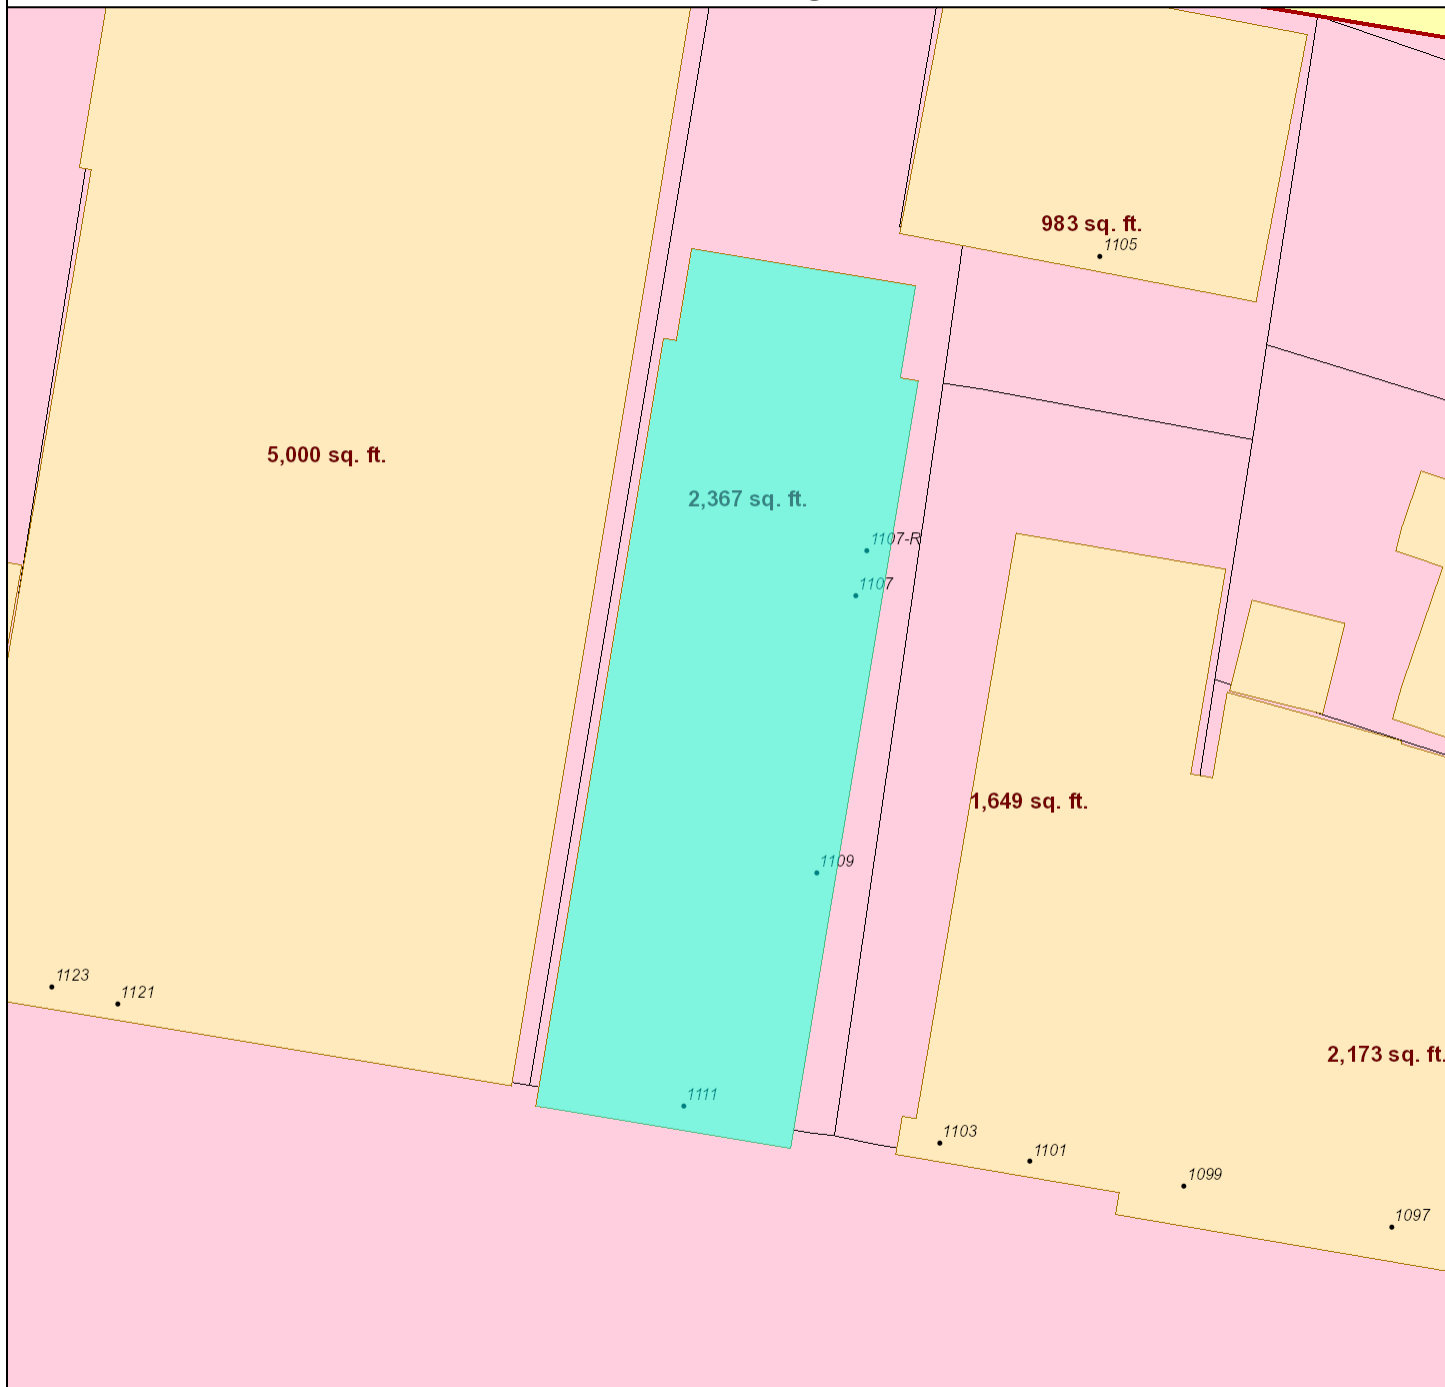 983 sq. ft.
1105
5,000 sq. ft.
2,367 sq. ft.
1107-R
1107
1,649 sq. ft.
1109
1123
1121
2,173 sq. ft.
1111
1103
1101
1099
1097